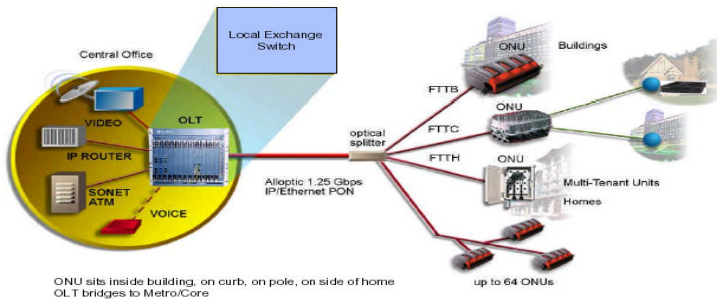 Local Exchange
Switch
Central Office
VIDEO
OLT
IP ROUTER
SONET
ATM
VOICE
Alloptic 1.25 Gbps
IP/Ethernet PON
optical
splitter
FTTB
FTTC
FTTH
ONU
Buildings
ONU
ONU
Multi-Tenant Units
Homes
up to 64 ONUs
ONU sits inside building, on curb, on pole, on side of home
OLT bridges to Metro/Core